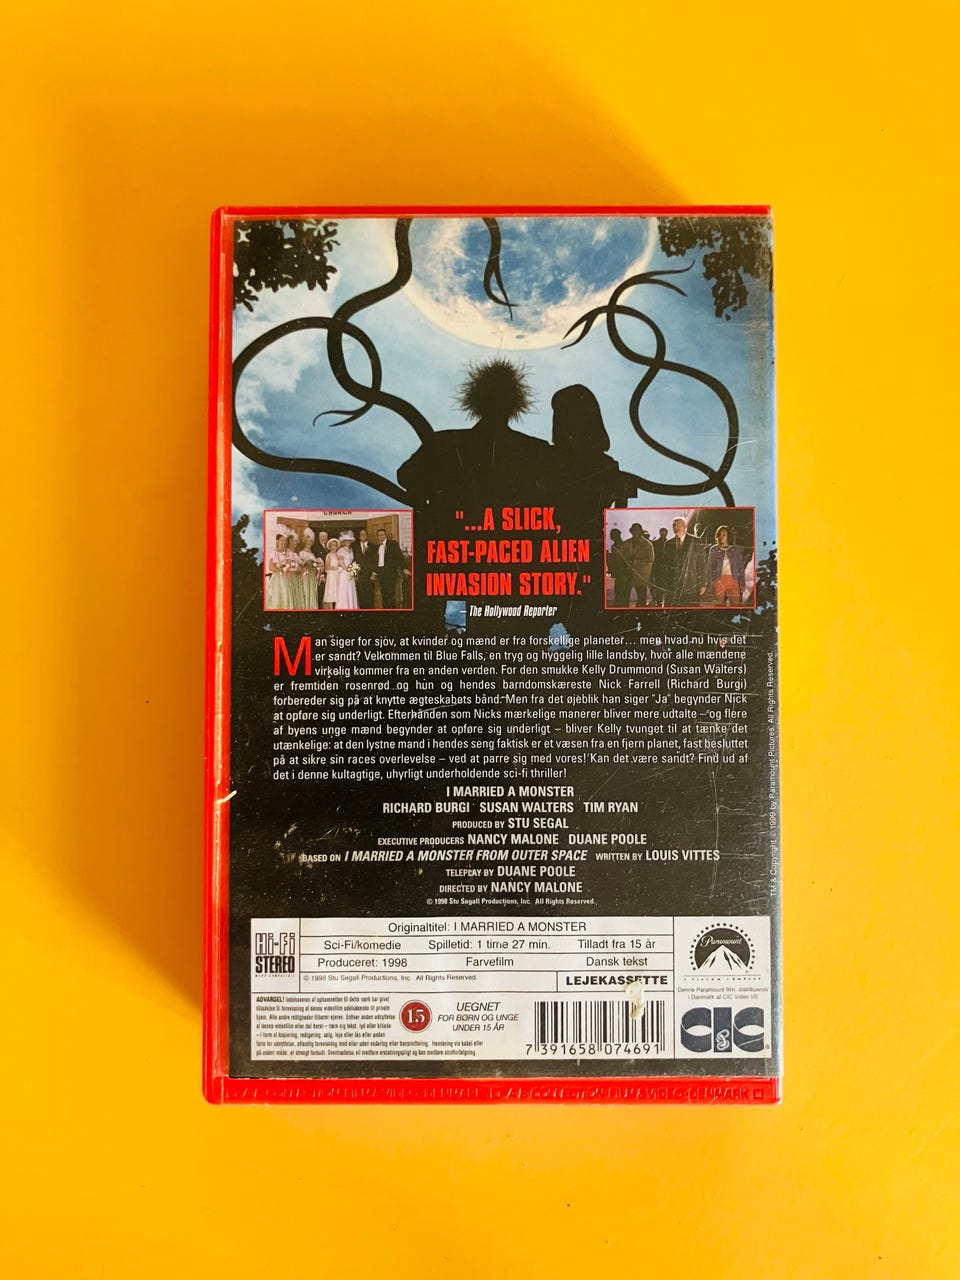 CHURCH
"...A SLICK,
FAST-PACED ALIEN
INVASION STORY."
– The Hollywood Reporter
Man siger for sjov, at kvinder og mænd er fra forskellige planeter... men hvad nu hvis det
er sandt? Velkommen til Blue Falls, en tryg og hyggelig lille landsby, hvor alle mændene
virkelig kommer fra en anden verden. For den smukke Kelly Drummond (Susan Walters)
er fremtiden rosenrød og hun og hendes barndomskæreste Nick Farrell (Richard Burgi)
forbereder sig på at knytte ægteskabets bånd. Men fra det øjeblik han siger "Ja" begynder Nick
at opføre sig underligt. Efterhånden som Nicks mærkelige manerer bliver mere udtalte – og flere
af byens unge mænd begynder at opføre sig underligt – bliver Kelly tvunget til at tænke det
utænkelige: at den lystne mand i hendes seng faktisk er et væsen fra en fjern planet, fast besluttet
på at sikre sin races overlevelse – ved at parre sig med vores! Kan det være sandt? Find ud af
det i denne kultagtige, uhyrligt underholdende sci-fi thriller!
I MARRIED A MONSTER
RICHARD BURGI SUSAN WALTERS TIM RYAN
PRODUCED BY STU SEGAL
EXECUTIVE PRODUCERS NANCY MALONE DUANE POOLE
BASED ON I MARRIED A MONSTER FROM OUTER SPACE WRITTEN BY LOUIS VITTES
TELEPLAY BY DUANE POOLE
DIRECTED BY NANCY MALONE
© 1998 Stu Segall Productions, Inc. All Rights Reserved.
TM & Copyright 1999 by Paramount Pictures. All Rights Reserved.
Hi-Fi
STEREO
Originaltitel: I MARRIED A MONSTER
Sci-Fi/komedie Spilletid: 1 time 27 min. Tilladt fra 15 år
Produceret: 1998 Farvefilm Dansk tekst
© 1998 Stu Segall Productions, Inc. All Rights Reserved.
LEJEKASSETTE
Paramount
Denne Paramount film, distribueres
i Danmark af CIC Video I/S
ADVARSEL! Indehaveren af ophavsretten til dette værk har givet
15
UEGNET
FOR BØRN OG UNGE
UNDER 15 ÅR
7 391658 074691
CIC
&
A/S COLLECTION FILM & VIDEO · DENMARK